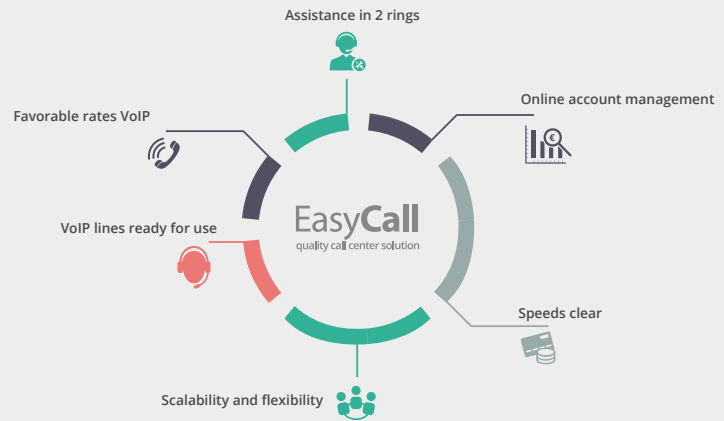 Assistance in 2 rings
Online account management
Favorable rates VoIP
€
EasyCall
quality call center solution
VoIP lines ready for use
Speeds clear
Scalability and flexibility